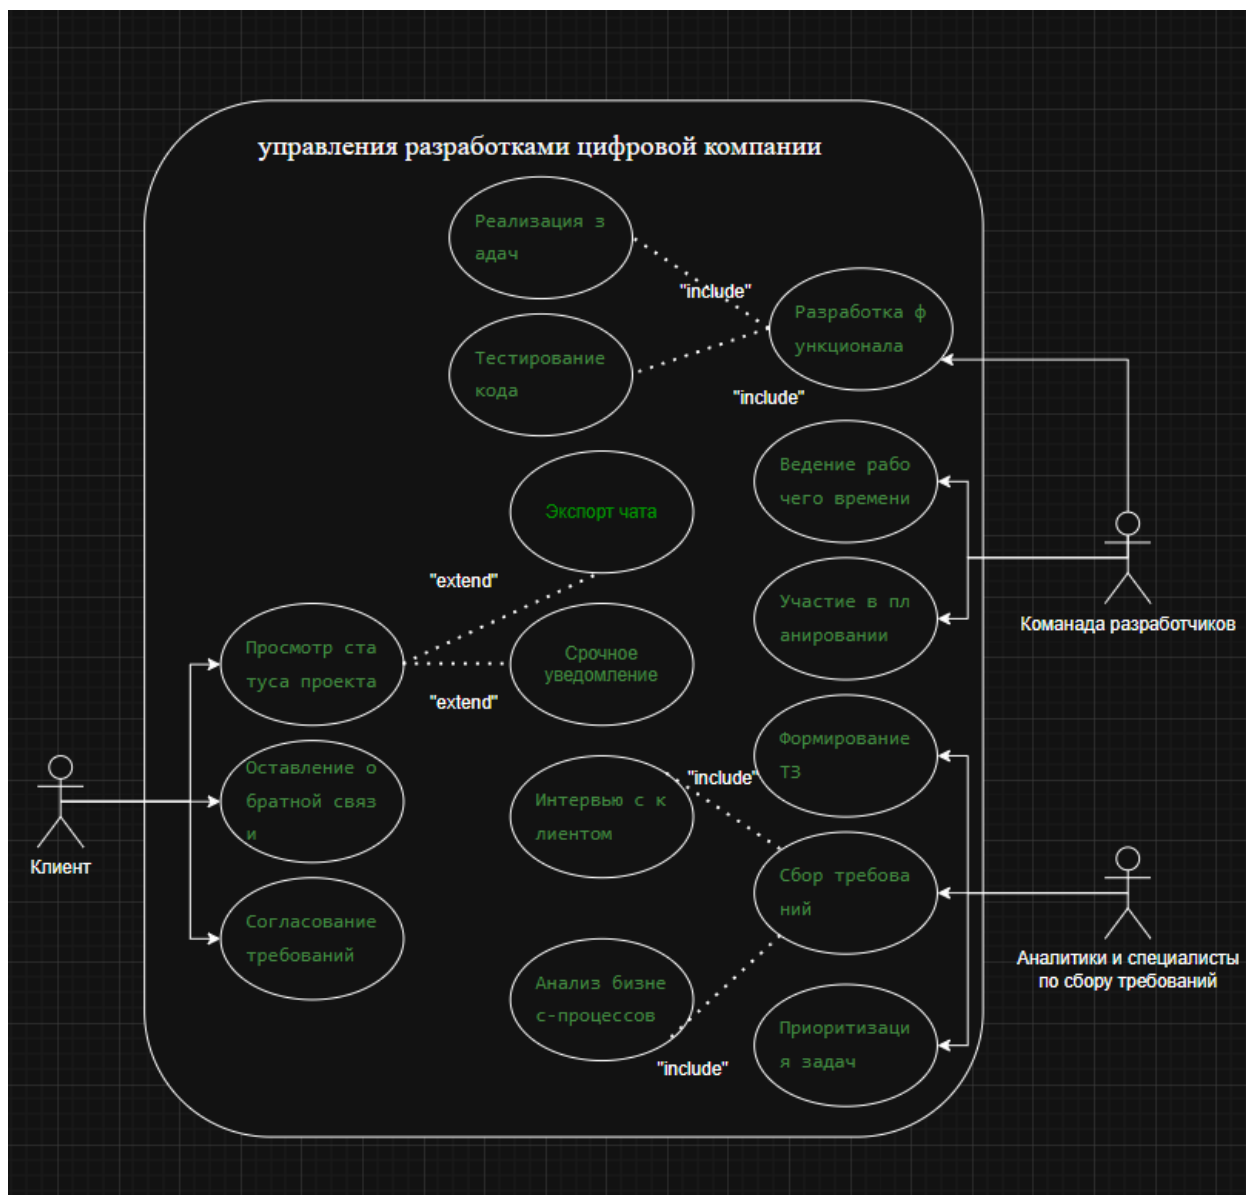 управления разработками цифровой компании
Реализация з
адач
"include"
Разработка ф
ункционала
Тестирование
кода
"include"
Ведение рабо
чего времени
Экспорт чата
"extend"
Участие в пл
анировании
Команада разработчиков
Просмотр ста
туса проекта
Срочное
уведомление
"extend"
Формирование
ТЗ
"include"
Оставление о
братной связ
и
Интервью с к
лиентом
Клиент
Сбор требова
ний
Согласование
требований
Аналитики и специалисты
по сбору требований
Анализ бизне
с-процессов
"include"
Приоритизаци
я задач